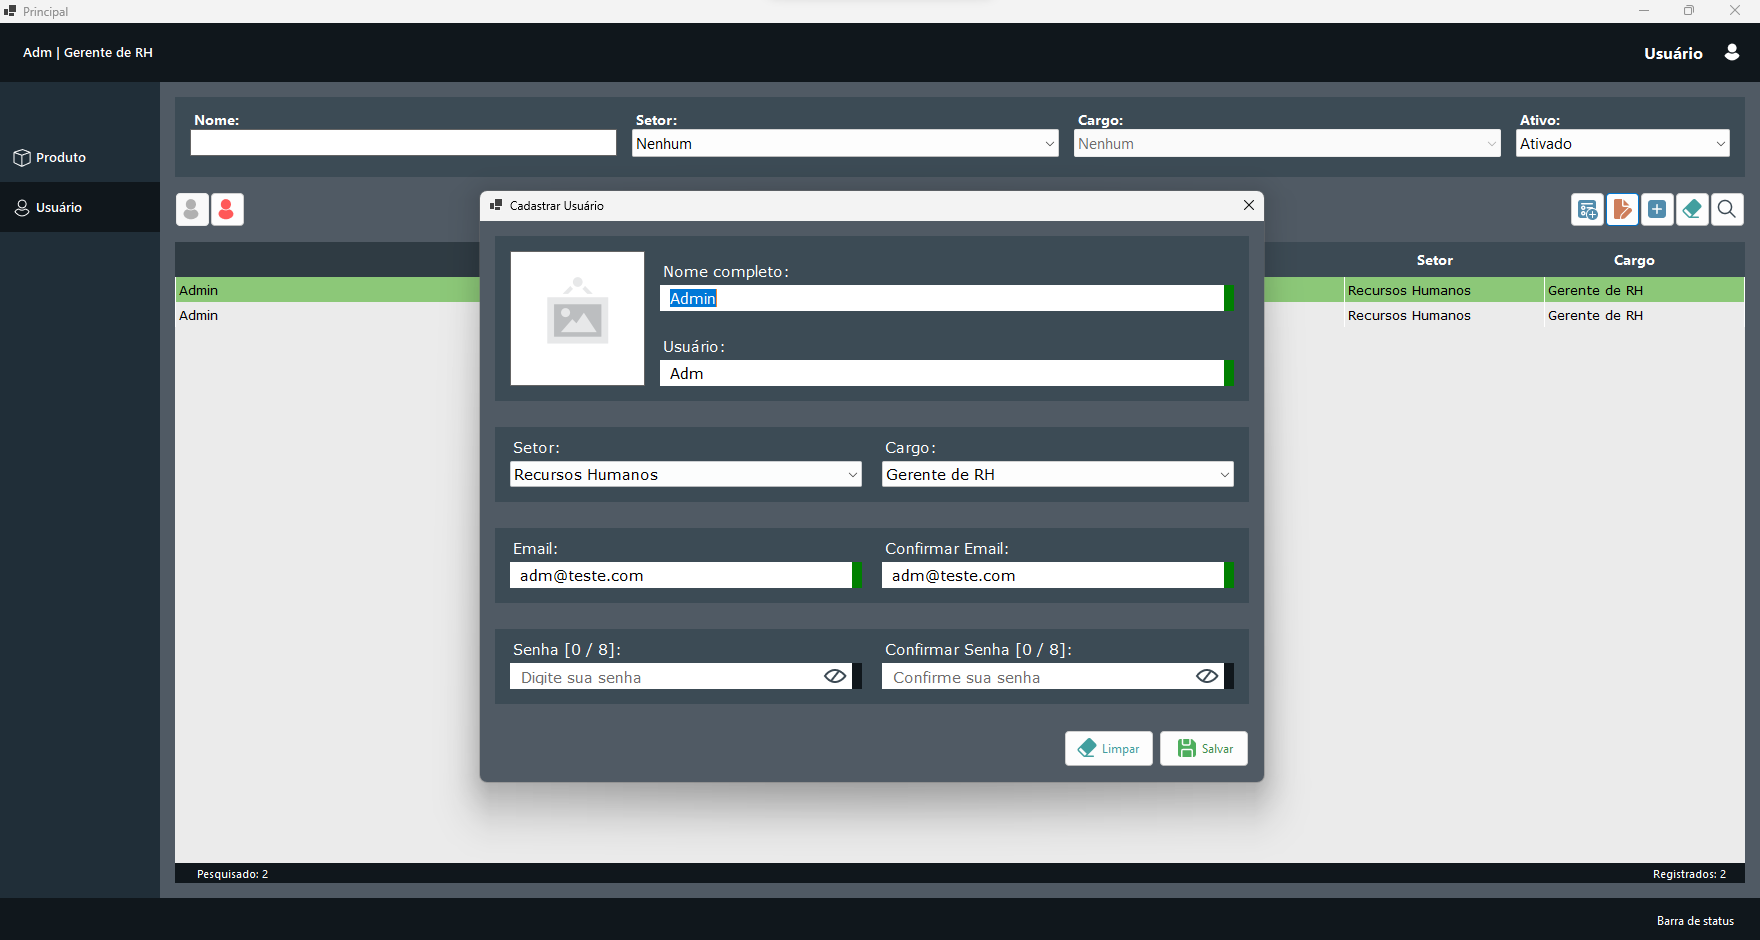 Principal
Adm | Gerente de RH
Usuário
Produto
Usuário
Nome:
Setor:
Cargo:
Ativo:
Nenhum
Nenhum
Ativado
Setor
Cargo
Admin
Recursos Humanos
Gerente de RH
Admin
Recursos Humanos
Gerente de RH
Cadastrar Usuário
Nome completo:
Admin
Usuário:
Adm
Setor:
Cargo:
Recursos Humanos
Gerente de RH
Email:
Confirmar Email:
adm@teste.com
adm@teste.com
Senha [0 / 8]:
Confirmar Senha [0 / 8]:
Digite sua senha
Confirme sua senha
Limpar
Salvar
Pesquisado: 2
Registrados: 2
Barra de status